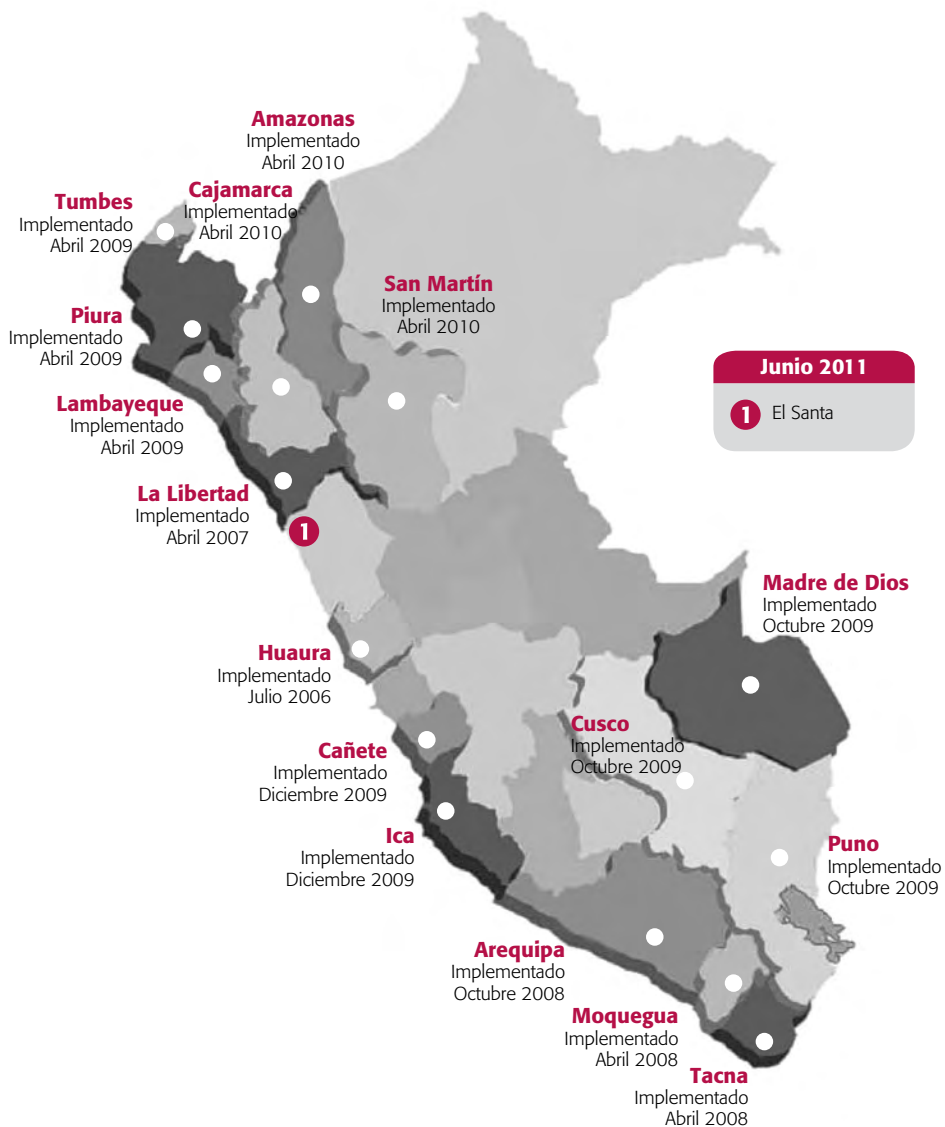 Amazonas
Implementado
Abril 2010
Cajamarca
Implementado
Abril 2010
Tumbes
Implementado
Abril 2009
San Martín
Implementado
Abril 2010
Piura
Implementado
Abril 2009
Junio 2011
1 El Santa
Lambayeque
Implementado
Abril 2009
La Libertad
Implementado
Abril 2007
1
Madre de Dios
Implementado
Octubre 2009
Huaura
Implementado
Julio 2006
Cusco
Implementado
Octubre 2009
Cañete
Implementado
Diciembre 2009
Ica
Implementado
Diciembre 2009
Puno
Implementado
Octubre 2009
Arequipa
Implementado
Octubre 2008
Moquegua
Implementado
Abril 2008
Tacna
Implementado
Abril 2008